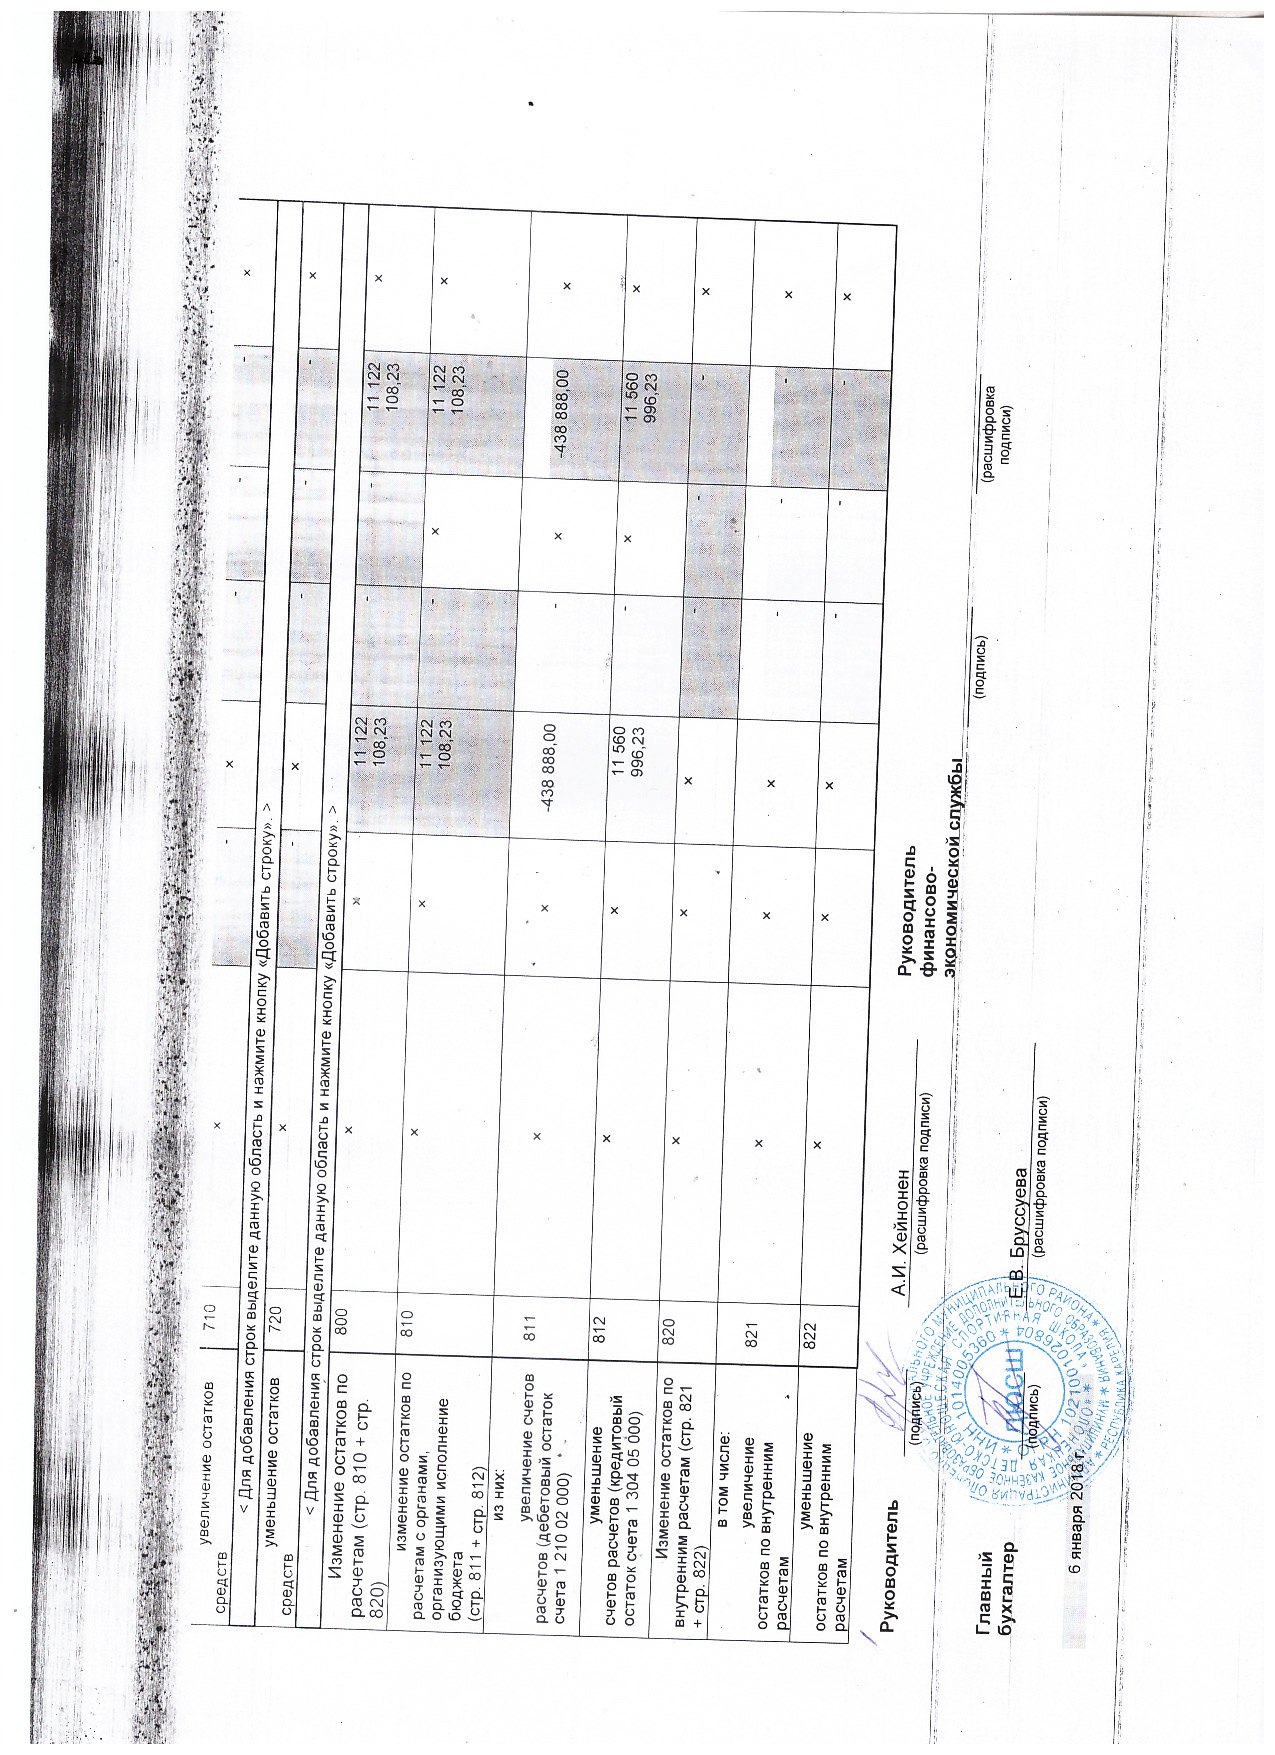 увеличение остатков
средств 710 × - × - - - ×
< Для добавления строк выделите данную область и нажмите кнопку «Добавить строку». >
уменьшение остатков
средств 720 × - × - - - ×
< Для добавления строк выделите данную область и нажмите кнопку «Добавить строку». >
Изменение остатков по
расчетам (стр. 810 + стр.
820) 800 × × 11 122
108,23 - - 11 122
108,23 ×
изменение остатков по
расчетам с органами,
организующими исполнение
бюджета
(стр. 811 + стр. 812) 810 × × 11 122
108,23 - × 11 122
108,23 ×
из них:
увеличение счетов
расчетов (дебетовый остаток
счета 1 210 02 000) 811 × × -438 888,00 - × -438 888,00 ×
уменьшение
счетов расчетов (кредитовый
остаток счета 1 304 05 000) 812 × × 11 560
996,23 - × 11 560
996,23 ×
Изменение остатков по
внутренним расчетам (стр. 821
+ стр. 822) 820 × × × - - - ×
в том числе:
увеличение
остатков по внутренним
расчетам 821 × × × - - - ×
уменьшение
остатков по внутренним
расчетам 822 × × × - - - ×
Руководитель
(подпись)
А.И. Хейнонен
(расшифровка подписи)
Руководитель
финансово-
экономической службы
(подпись)
(расшифровка
подписи)
Главный
бухгалтер
(подпись)
Е.В. Бруссуева
(расшифровка подписи)
6 января 2018 г.
ДЮСШ
ИНН 1014005360 * ОГРН 1021001026804